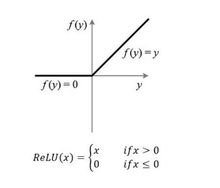 f(y)
f(y)=y
f(y)=0
y
ReLU(x) = {x if x > 0
0 if x ≤ 0